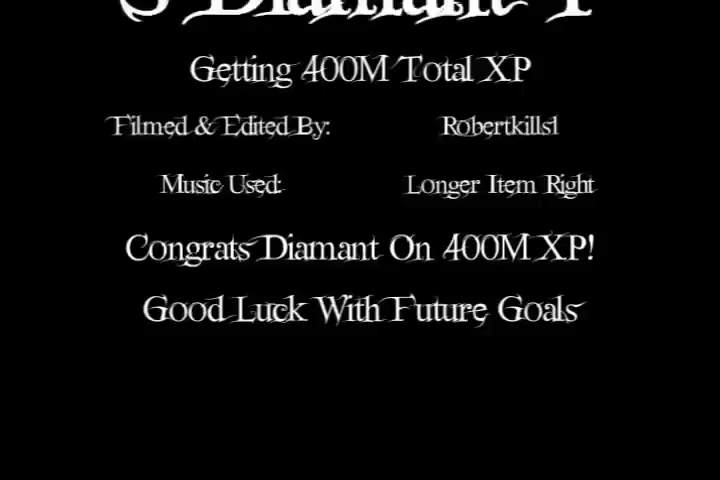 S Diamant T
Getting 400M Total XP
Filmed & Edited By: Robertkills1
Music Used: Longer Item Right
Congrats Diamant On 400M XP!
Good Luck With Future Goals